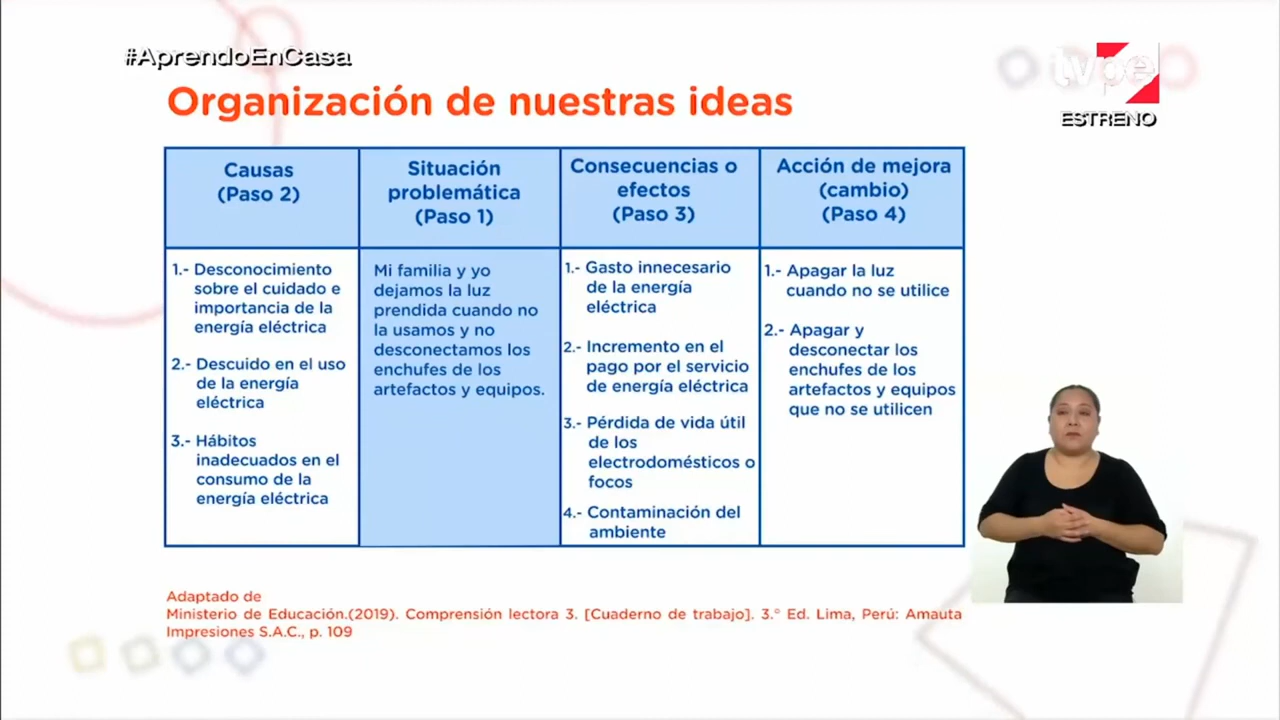 #AprendoEnCasa
tvpe
ESTRENO
Organización de nuestras ideas
Causas
(Paso 2)
Situación
problemática
(Paso 1)
Consecuencias o
efectos
(Paso 3)
Acción de mejora
(cambio)
(Paso 4)
1.- Desconocimiento
sobre el cuidado e
importancia de la
energía eléctrica
2.- Descuido en el uso
de la energía
eléctrica
3.- Hábitos
inadecuados en el
consumo de la
energía eléctrica
Mi familia y yo
dejamos la luz
prendida cuando no
la usamos y no
desconectamos los
enchufes de los
artefactos y equipos.
1.- Gasto innecesario
de la energía
eléctrica
2.- Incremento en el
pago por el servicio
de energía eléctrica
3.- Pérdida de vida útil
de los
electrodomésticos o
focos
4.- Contaminación del
ambiente
1.- Apagar la luz
cuando no se utilice
2.- Apagar y
desconectar los
enchufes de los
artefactos y equipos
que no se utilicen
Adaptado de
Ministerio de Educación.(2019). Comprensión lectora 3. [Cuaderno de trabajo]. 3.° Ed. Lima, Perú: Amauta
Impresiones S.A.C., p. 109